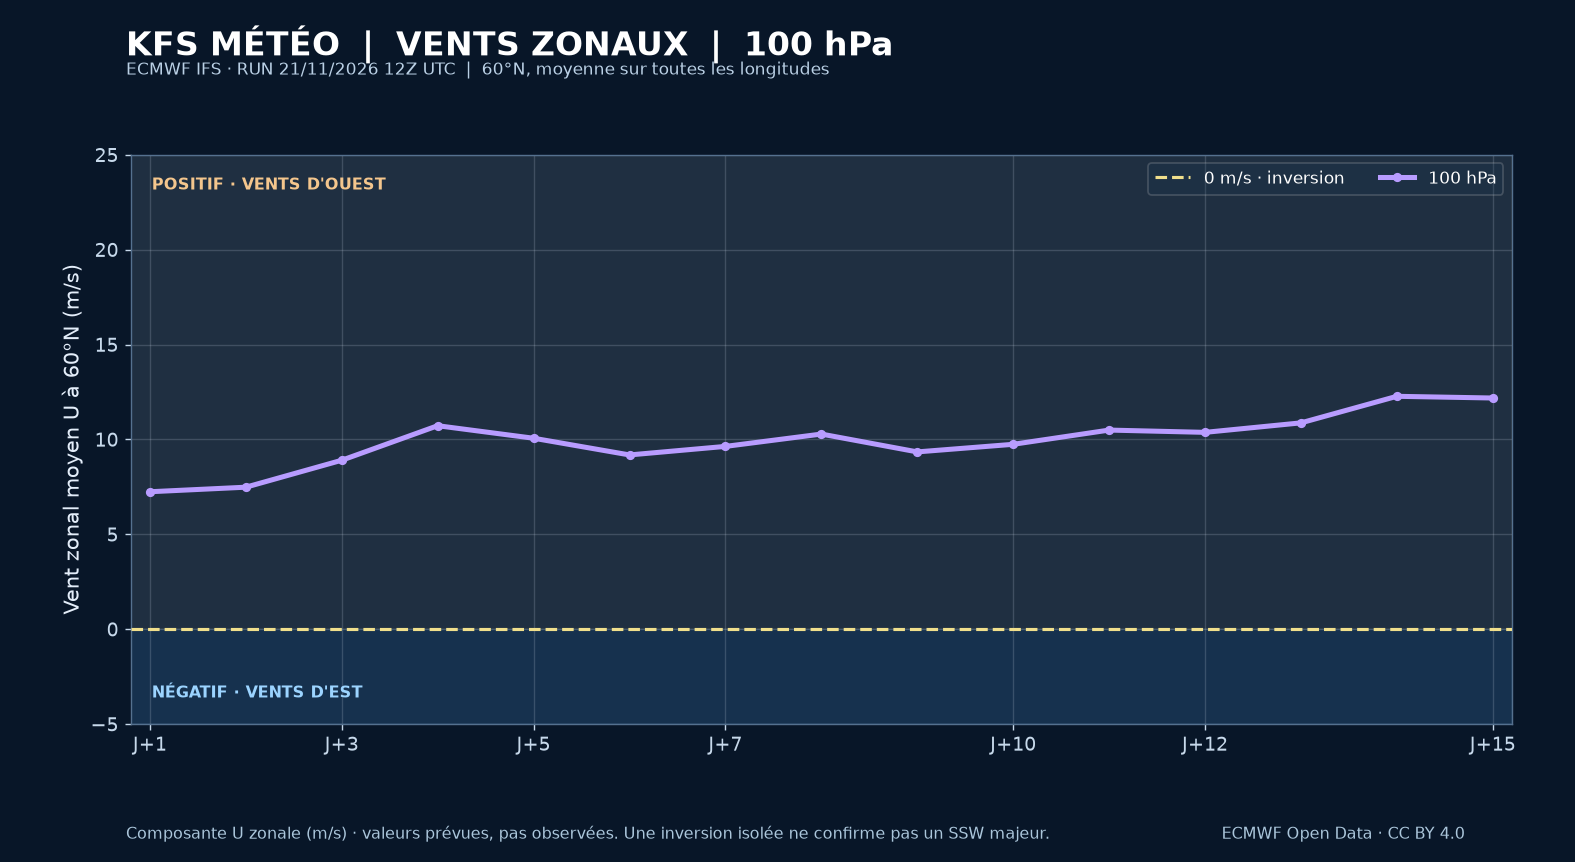 KFS MÉTÉO | VENTS ZONAUX | 100 hPa
ECMWF IFS · RUN 21/11/2026 12Z UTC | 60°N, moyenne sur toutes les longitudes
25
POSITIF · VENTS D'OUEST
0 m/s · inversion
100 hPa
20
15
10
5
0
−5
Vent zonal moyen U à 60°N (m/s)
NÉGATIF · VENTS D'EST
J+1
J+3
J+5
J+7
J+10
J+12
J+15
Composante U zonale (m/s) · valeurs prévues, pas observées. Une inversion isolée ne confirme pas un SSW majeur.
ECMWF Open Data · CC BY 4.0